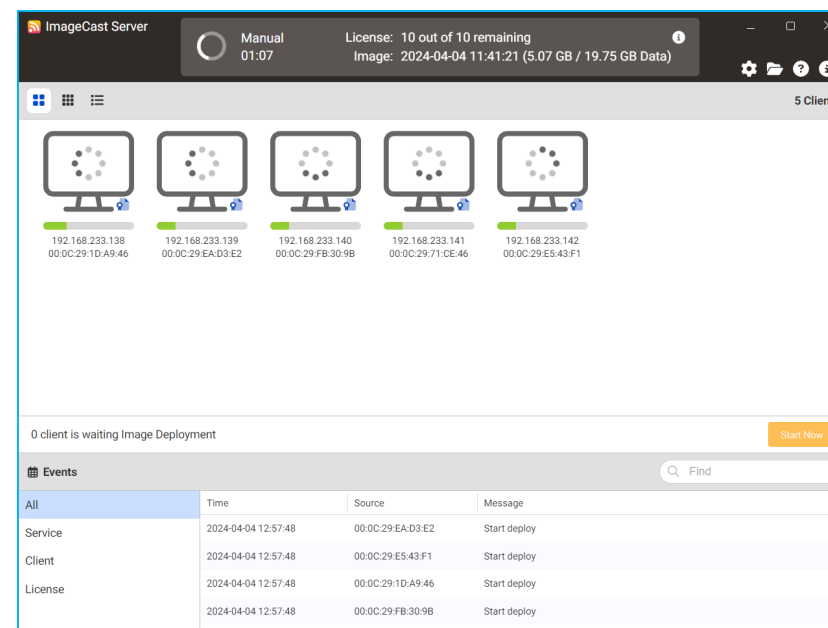 ImageCast Server
Manual
01:07
License: 10 out of 10 remaining
Image: 2024-04-04 11:41:21 (5.07 GB / 19.75 GB Data)
5 Clien
192.168.233.138
00:0C:29:1D:A9:46
192.168.233.139
00:0C:29:EA:D3:E2
192.168.233.140
00:0C:29:FB:30:9B
192.168.233.141
00:0C:29:71:CE:46
192.168.233.142
00:0C:29:E5:43:F1
0 client is waiting Image Deployment
Start Now
Events
Find
All
Service
Client
License
Time Source Message
2024-04-04 12:57:48 00:0C:29:EA:D3:E2 Start deploy
2024-04-04 12:57:48 00:0C:29:E5:43:F1 Start deploy
2024-04-04 12:57:48 00:0C:29:1D:A9:46 Start deploy
2024-04-04 12:57:48 00:0C:29:FB:30:9B Start deploy